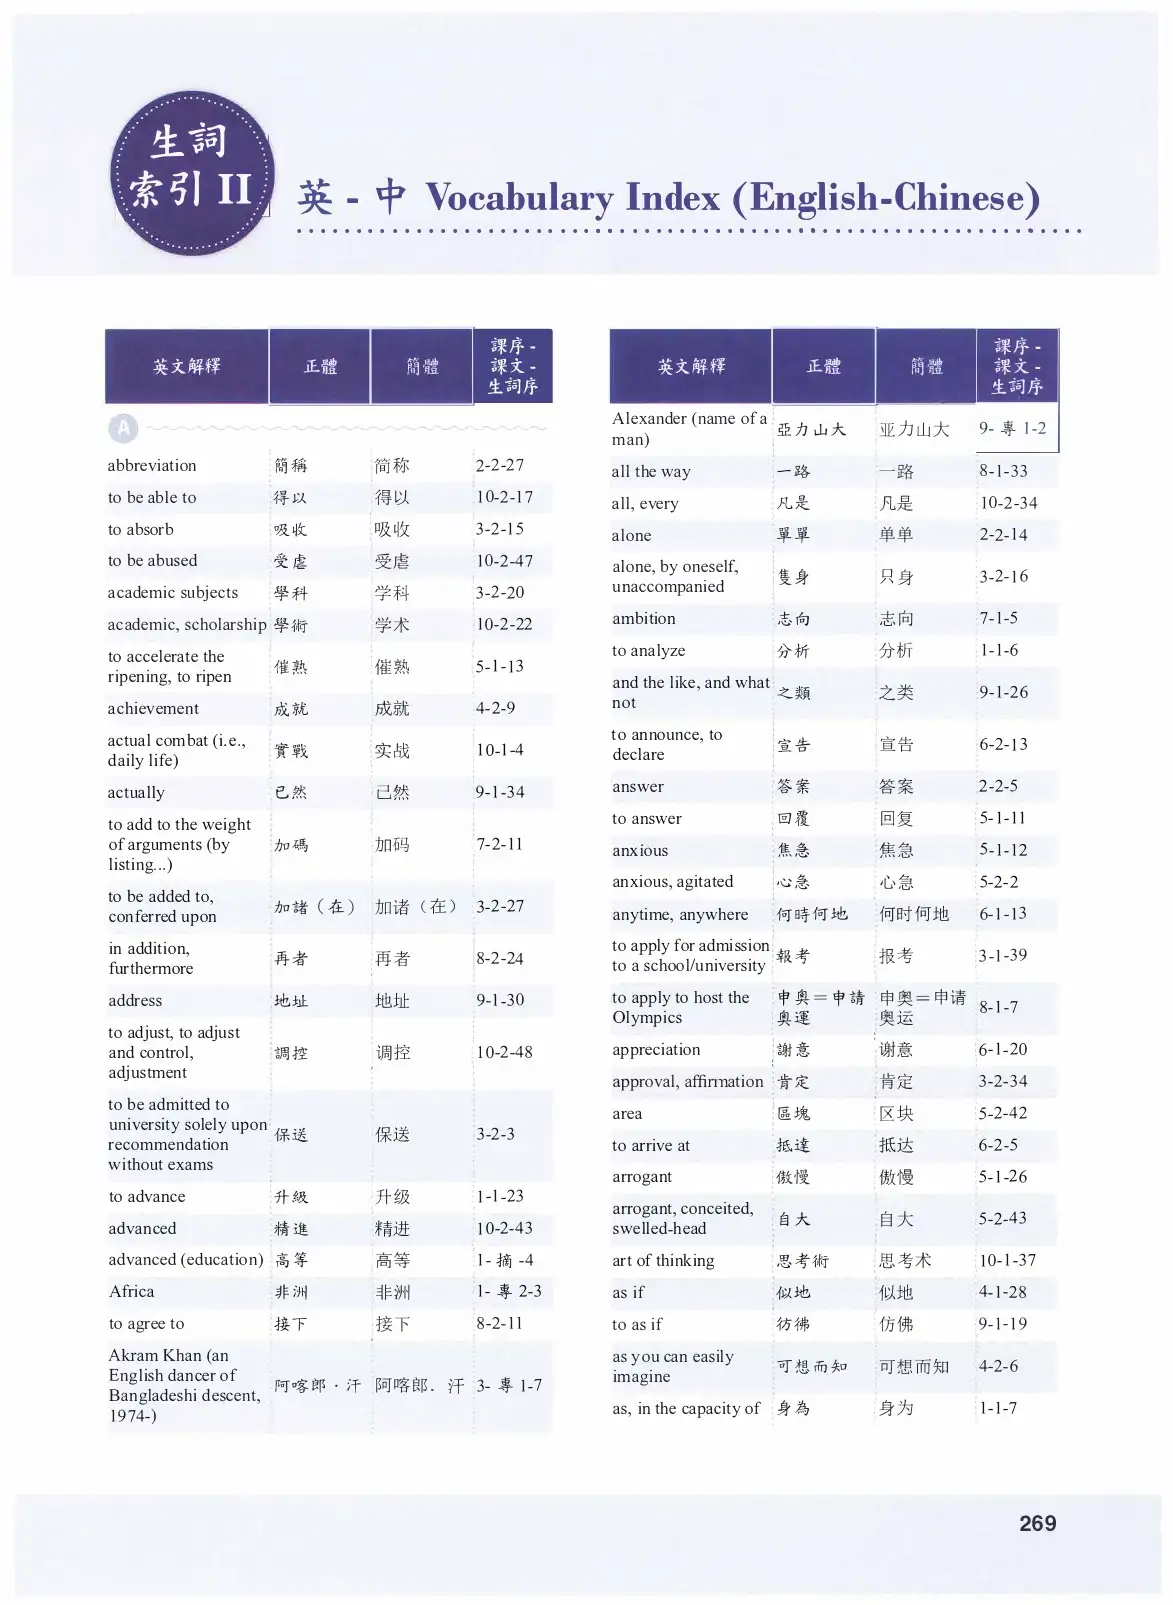 生詞
索引 II
英 - 中 Vocabulary Index (English-Chinese)
英文解釋 正體 簡體 課序 - 課文 - 生詞序
A
abbreviation 簡稱 简称 2-2-27
to be able to 得以 得以 10-2-17
to absorb 吸收 吸收 3-2-15
to be abused 受虐 受虐 10-2-47
academic subjects 學科 学科 3-2-20
academic, scholarship 學術 学术 10-2-22
to accelerate the
ripening, to ripen 催熟 催熟 5-1-13
achievement 成就 成就 4-2-9
actual combat (i.e.,
daily life) 實戰 实战 10-1-4
actually 已然 已然 9-1-34
to add to the weight
of arguments (by 加碼 加码 7-2-11
listing...)
to be added to,
conferred upon 加諸（在） 加诸（在） 3-2-27
in addition,
furthermore 再者 再者 8-2-24
address 地址 地址 9-1-30
to adjust, to adjust
and control, 調控 调控 10-2-48
adjustment
to be admitted to
university solely upon 保送 保送 3-2-3
recommendation
without exams
to advance 升級 升级 1-1-23
advanced 精進 精进 10-2-43
advanced (education) 高等 高等 1- 摘 -4
Africa 非洲 非洲 1- 專 2-3
to agree to 接下 接下 8-2-11
Akram Khan (an
English dancer of 阿喀郎 · 汗 阿喀郎．汗 3- 專 1-7
Bangladeshi descent,
1974-)
英文解釋 正體 簡體 課序 - 課文 - 生詞序
Alexander (name of a
man) 亞力山大 亚力山大 9- 專 1-2
all the way 一路 一路 8-1-33
all, every 凡是 凡是 10-2-34
alone 單單 单单 2-2-14
alone, by oneself,
unaccompanied 隻身 只身 3-2-16
ambition 志向 志向 7-1-5
to analyze 分析 分析 1-1-6
and the like, and what
not 之類 之类 9-1-26
to announce, to
declare 宣告 宣告 6-2-13
answer 答案 答案 2-2-5
to answer 回覆 回复 5-1-11
anxious 焦急 焦急 5-1-12
anxious, agitated 心急 心急 5-2-2
anytime, anywhere 何時何地 何时何地 6-1-13
to apply for admission
to a school/university 報考 报考 3-1-39
to apply to host the 申奧＝申請 申奥＝申请
Olympics 奧運 奥运 8-1-7
appreciation 謝意 谢意 6-1-20
approval, affirmation 肯定 肯定 3-2-34
area 區塊 区块 5-2-42
to arrive at 抵達 抵达 6-2-5
arrogant 傲慢 傲慢 5-1-26
arrogant, conceited,
swelled-head 自大 自大 5-2-43
art of thinking 思考術 思考术 10-1-37
as if 似地 似地 4-1-28
to as if 彷彿 仿佛 9-1-19
as you can easily
imagine 可想而知 可想而知 4-2-6
as, in the capacity of 身為 身为 1-1-7
269